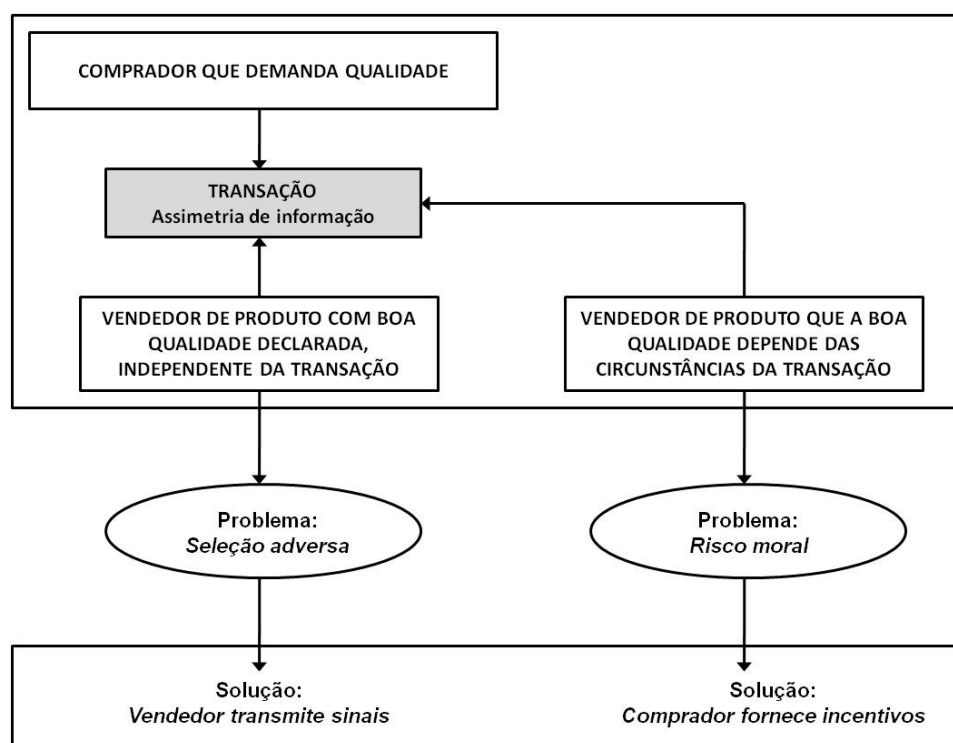 COMPRADOR QUE DEMANDA QUALIDADE
TRANSAÇÃO
Assimetria de informação
VENDEDOR DE PRODUTO COM BOA
QUALIDADE DECLARADA,
INDEPENDENTE DA TRANSAÇÃO
VENDEDOR DE PRODUTO QUE A BOA
QUALIDADE DEPENDE DAS
CIRCUNSTÂNCIAS DA TRANSAÇÃO
Problema:
Seleção adversa
Problema:
Risco moral
Solução:
Vendedor transmite sinais
Solução:
Comprador fornece incentivos